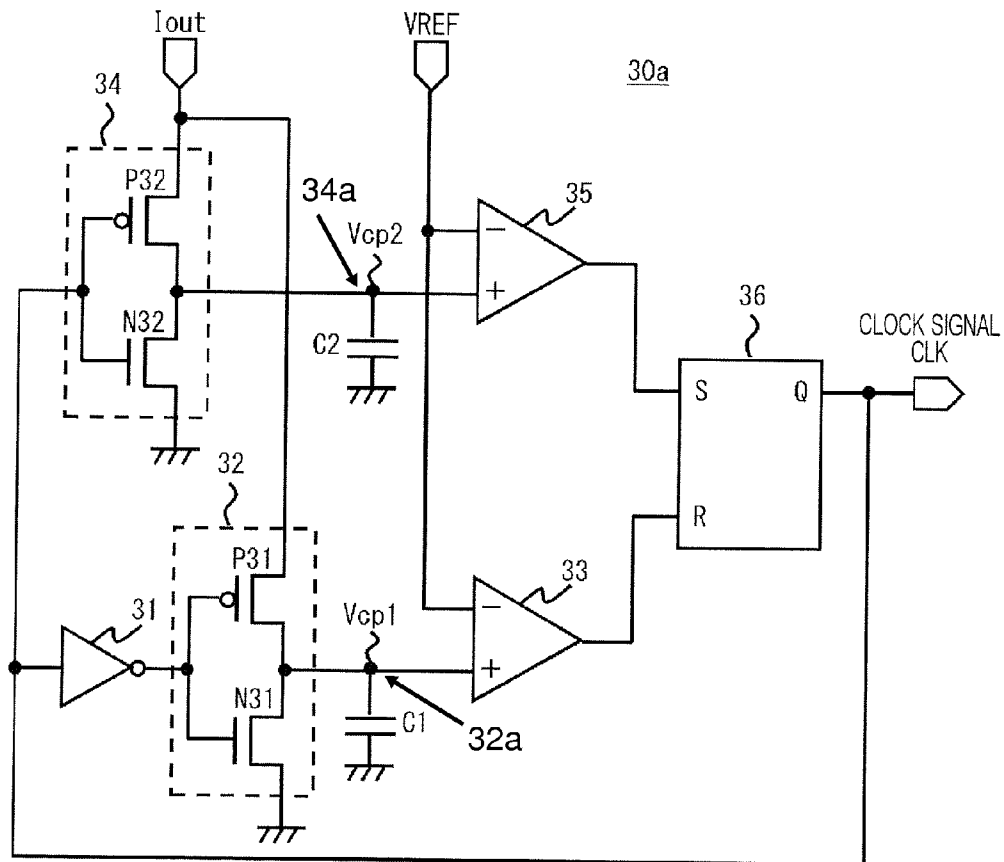 Iout
VREF
30a
34
P32
34a
35
Vcp2
−
+
N32
C2
36
CLOCK SIGNAL
CLK
S
Q
32
R
P31
33
31
Vcp1
−
+
N31
C1
32a